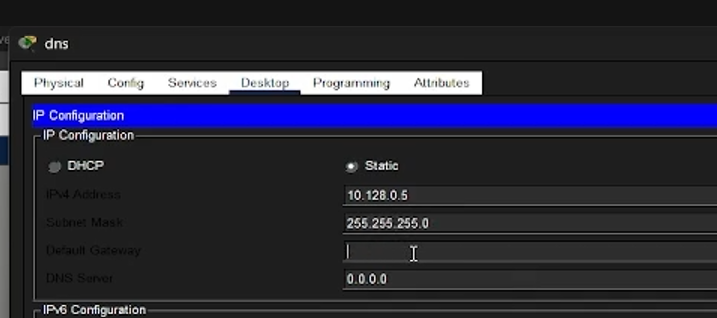 dns
Physical Config Services Desktop Programming Attributes
IP Configuration
IP Configuration
DHCP Static
IPv4 Address 10.128.0.5
Subnet Mask 255.255.255.0
Default Gateway
DNS Server 0.0.0.0
IPv6 Configuration